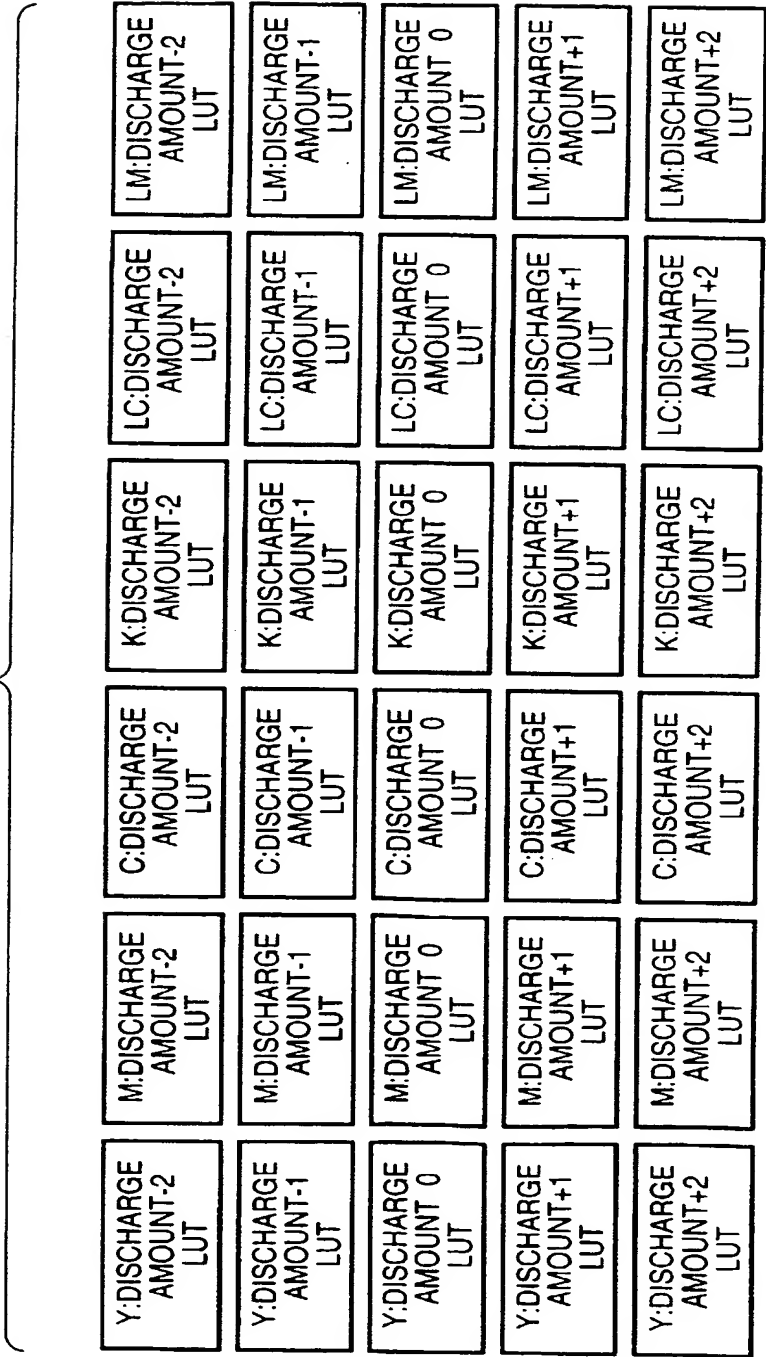 Y:DISCHARGE
AMOUNT-2
LUT
M:DISCHARGE
AMOUNT-2
LUT
C:DISCHARGE
AMOUNT-2
LUT
K:DISCHARGE
AMOUNT-2
LUT
LC:DISCHARGE
AMOUNT-2
LUT
LM:DISCHARGE
AMOUNT-2
LUT
Y:DISCHARGE
AMOUNT-1
LUT
M:DISCHARGE
AMOUNT-1
LUT
C:DISCHARGE
AMOUNT-1
LUT
K:DISCHARGE
AMOUNT-1
LUT
LC:DISCHARGE
AMOUNT-1
LUT
LM:DISCHARGE
AMOUNT-1
LUT
Y:DISCHARGE
AMOUNT 0
LUT
M:DISCHARGE
AMOUNT 0
LUT
C:DISCHARGE
AMOUNT 0
LUT
K:DISCHARGE
AMOUNT 0
LUT
LC:DISCHARGE
AMOUNT 0
LUT
LM:DISCHARGE
AMOUNT 0
LUT
Y:DISCHARGE
AMOUNT+1
LUT
M:DISCHARGE
AMOUNT+1
LUT
C:DISCHARGE
AMOUNT+1
LUT
K:DISCHARGE
AMOUNT+1
LUT
LC:DISCHARGE
AMOUNT+1
LUT
LM:DISCHARGE
AMOUNT+1
LUT
Y:DISCHARGE
AMOUNT+2
LUT
M:DISCHARGE
AMOUNT+2
LUT
C:DISCHARGE
AMOUNT+2
LUT
K:DISCHARGE
AMOUNT+2
LUT
LC:DISCHARGE
AMOUNT+2
LUT
LM:DISCHARGE
AMOUNT+2
LUT